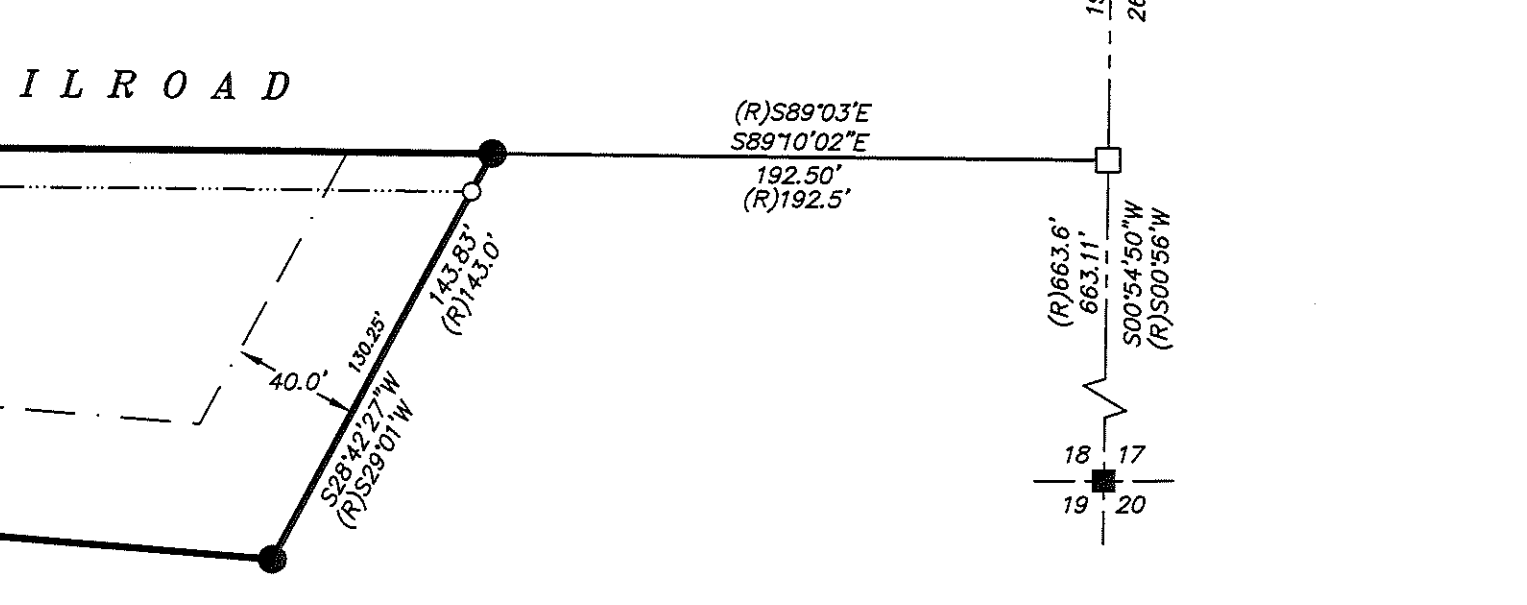 I L R O A D
(R)S89°03'E
S89°10'02"E
192.50'
(R)192.5'
143.83'
(R)143.0'
130.25'
40.0'
S28°42'27"W
(R)S29°01'W
(R)663.6'
663.11'
S00°54'50"W
(R)S00°56'W
18 17
19 20